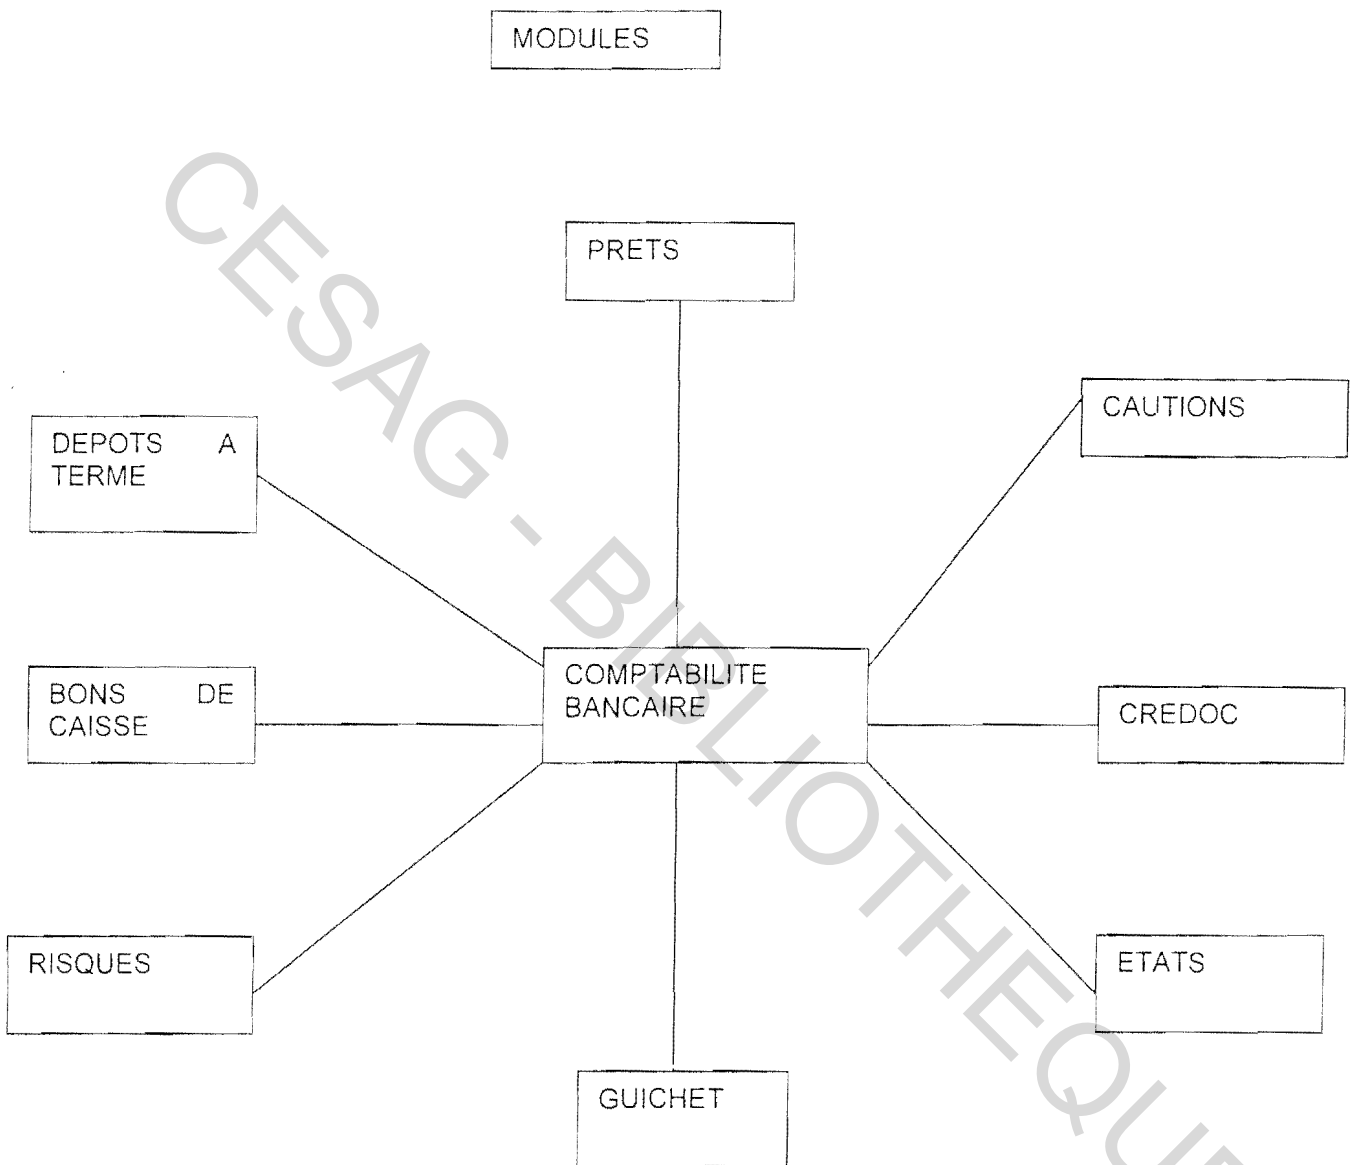 MODULES
PRETS
CAUTIONS
DEPOTS A
TERME
COMPTABILITE
BANCAIRE
BONS DE
CAISSE
CREDOC
RISQUES
ETATS
GUICHET
CESAG - BIBLIOTHEQUE